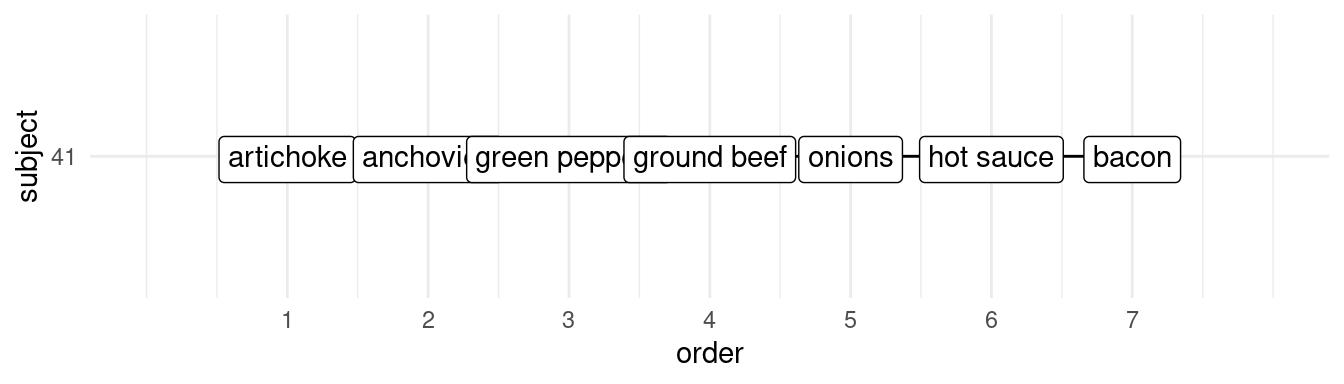 subject
41
artichoke anchovi green pepp ground beef onions hot sauce bacon
1 2 3 4 5 6 7
order